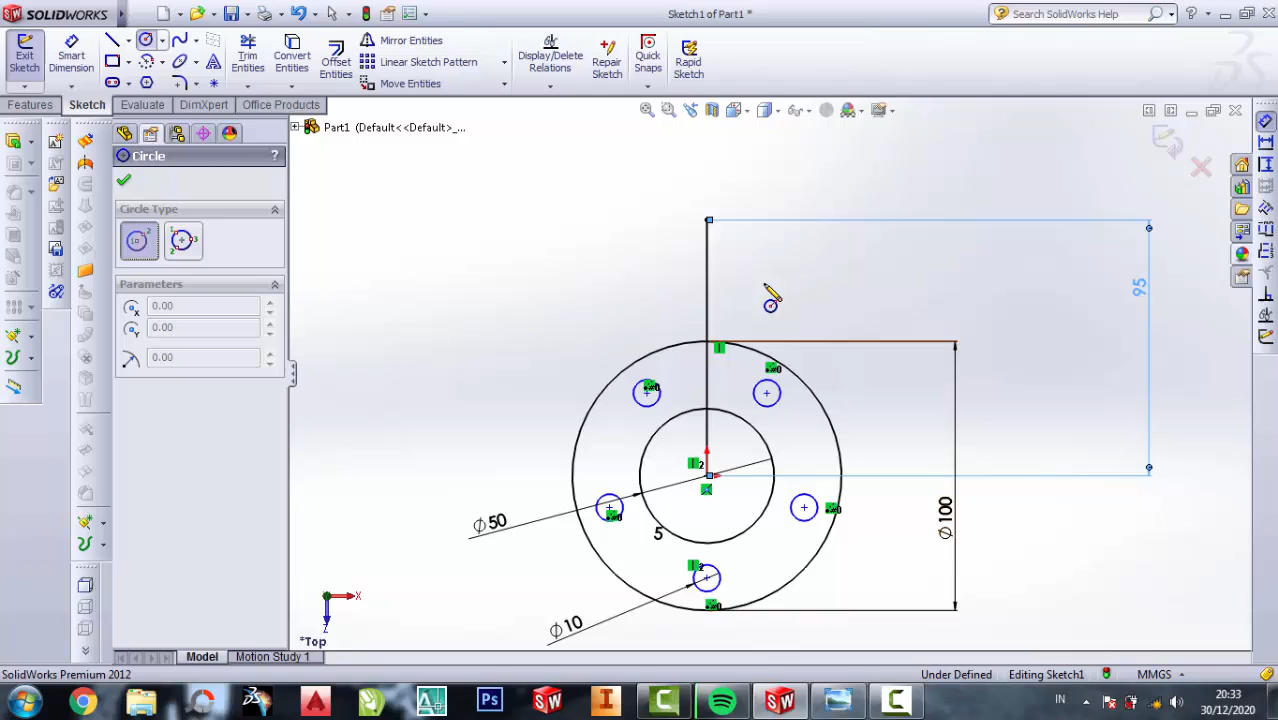 SOLIDWORKS
Sketch1 of Part1 *
Search SolidWorks Help
Exit Sketch
Smart Dimension
Trim Entities
Convert Entities
Offset Entities
Mirror Entities
Linear Sketch Pattern
Move Entities
Display/Delete Relations
Repair Sketch
Quick Snaps
Rapid Sketch
Features
Sketch
Evaluate
DimXpert
Office Products
Part1 (Default<<Default>_...
Circle
?
Circle Type
Parameters
0.00
0.00
0.00
95
Φ50
5
Φ100
Φ10
X
Z
*Top
Model
Motion Study 1
SolidWorks Premium 2012
Under Defined
Editing Sketch1
MMGS
IN
20:33
30/12/2020